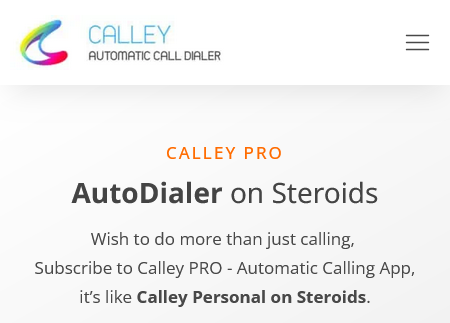 CALLEY
AUTOMATIC CALL DIALER
CALLEY PRO
AutoDialer on Steroids
Wish to do more than just calling,
Subscribe to Calley PRO - Automatic Calling App,
it’s like Calley Personal on Steroids.